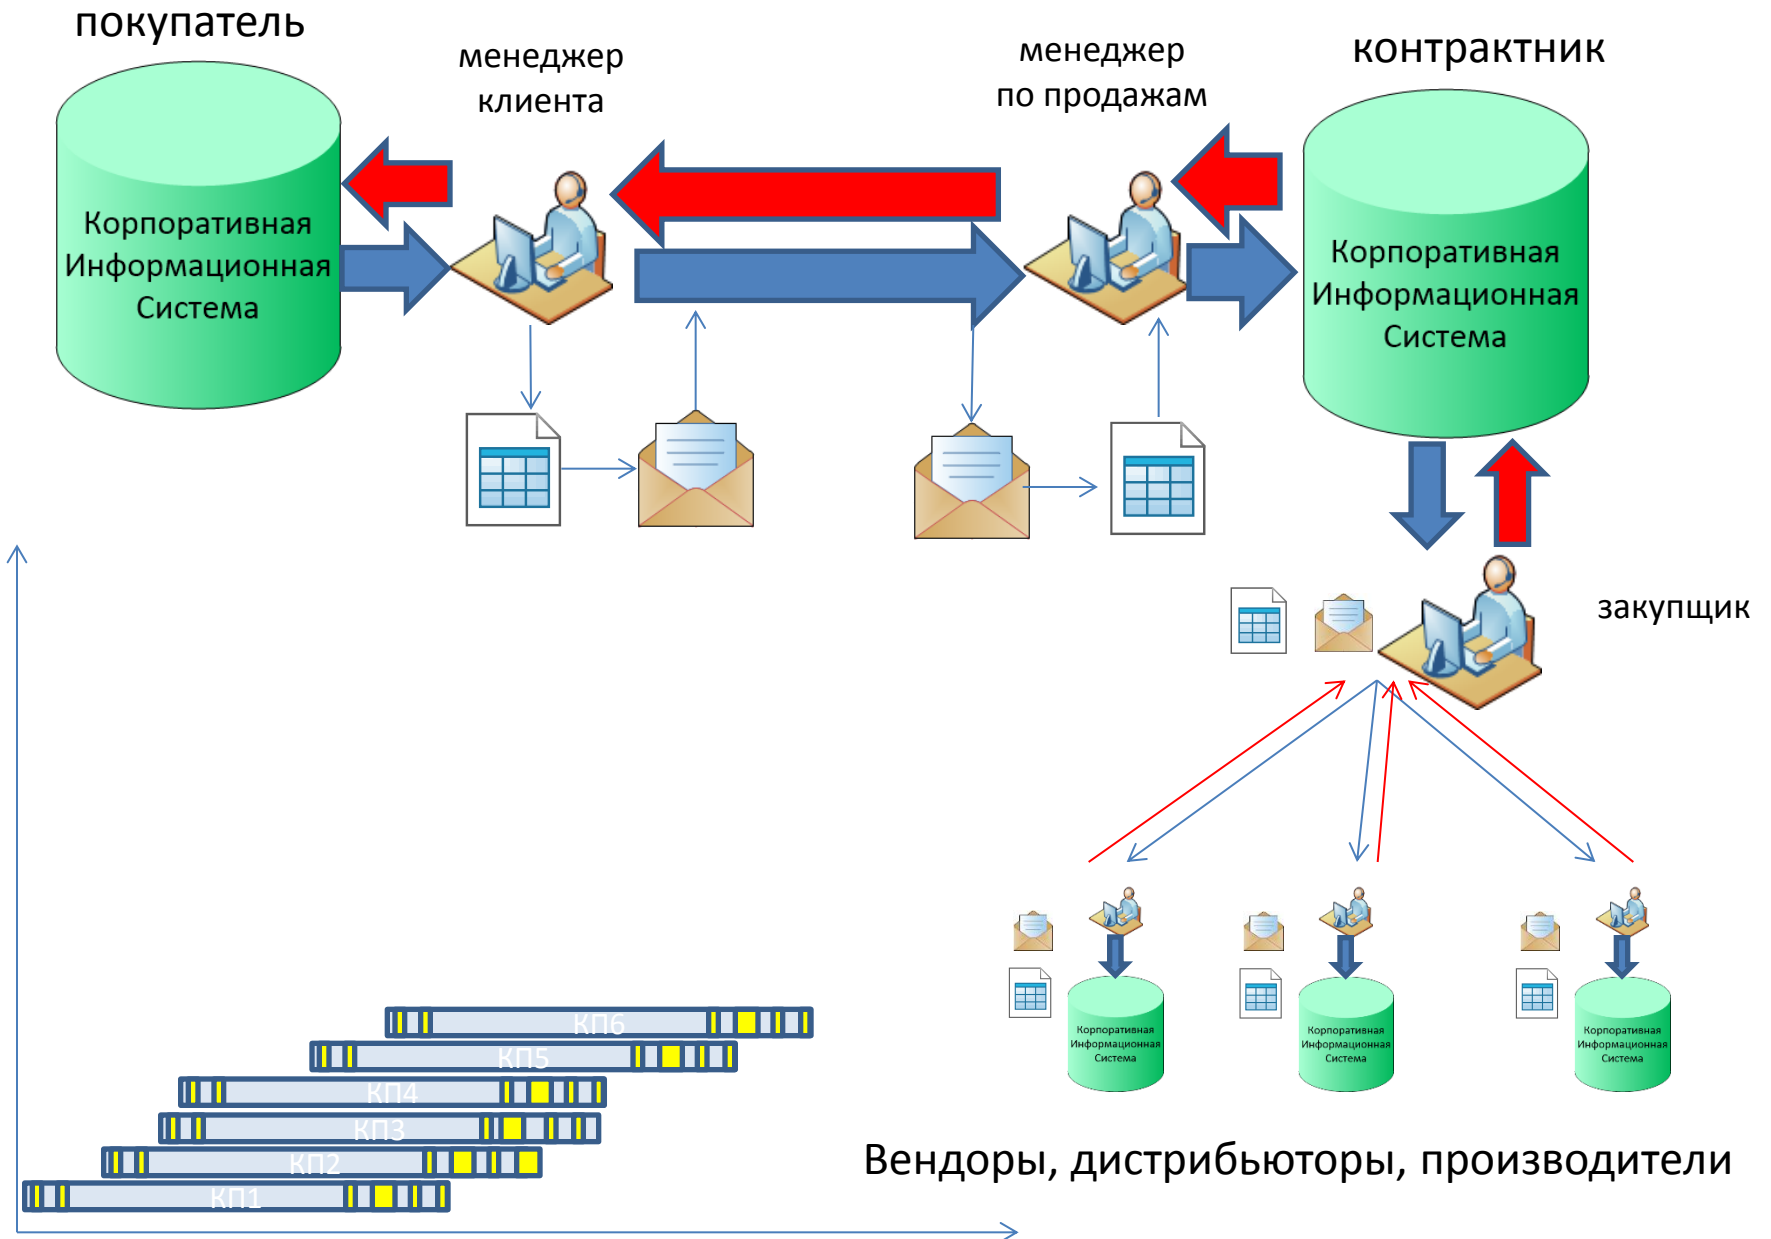 покупатель
менеджер
клиента
менеджер
по продажам
контрактник
Корпоративная
Информационная
Система
Корпоративная
Информационная
Система
закупщик
Корпоративная
Информационная
Система
Корпоративная
Информационная
Система
Корпоративная
Информационная
Система
КП6
КП5
КП4
КП3
КП2
КП1
Вендоры, дистрибьюторы, производители